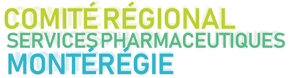 COMITÉ RÉGIONAL
SERVICES PHARMACEUTIQUES
MONTÉRÉGIE